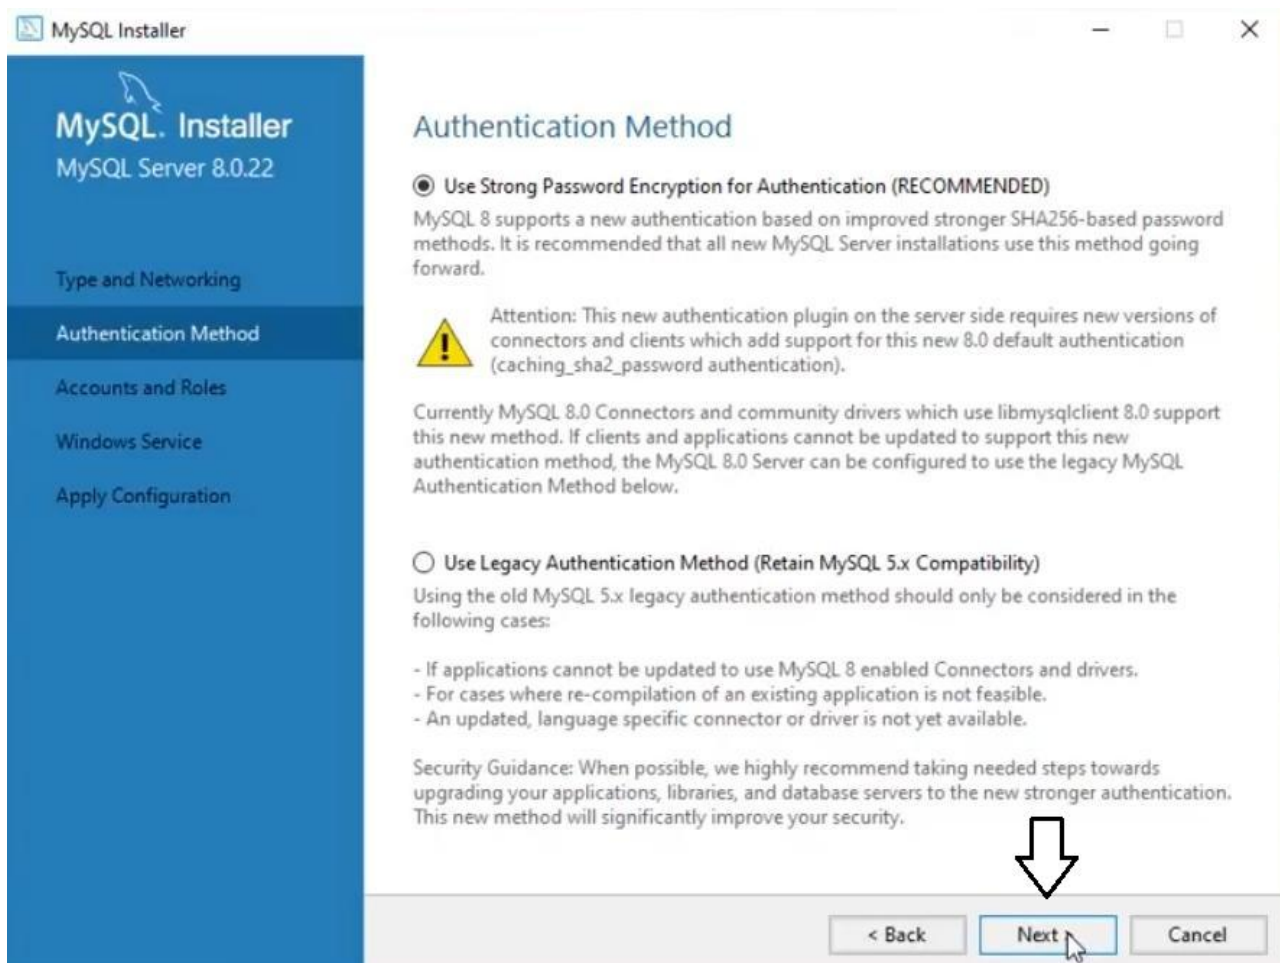 MySQL Installer
MySQL. Installer
MySQL Server 8.0.22
Type and Networking
Authentication Method
Accounts and Roles
Windows Service
Apply Configuration
Authentication Method
Use Strong Password Encryption for Authentication (RECOMMENDED)
MySQL 8 supports a new authentication based on improved stronger SHA256-based password
methods. It is recommended that all new MySQL Server installations use this method going
forward.
Attention: This new authentication plugin on the server side requires new versions of
connectors and clients which add support for this new 8.0 default authentication
(caching_sha2_password authentication).
Currently MySQL 8.0 Connectors and community drivers which use libmysqlclient 8.0 support
this new method. If clients and applications cannot be updated to support this new
authentication method, the MySQL 8.0 Server can be configured to use the legacy MySQL
Authentication Method below.
Use Legacy Authentication Method (Retain MySQL 5.x Compatibility)
Using the old MySQL 5.x legacy authentication method should only be considered in the
following cases:
- If applications cannot be updated to use MySQL 8 enabled Connectors and drivers.
- For cases where re-compilation of an existing application is not feasible.
- An updated, language specific connector or driver is not yet available.
Security Guidance: When possible, we highly recommend taking needed steps towards
upgrading your applications, libraries, and database servers to the new stronger authentication.
This new method will significantly improve your security.
< Back
Next >
Cancel